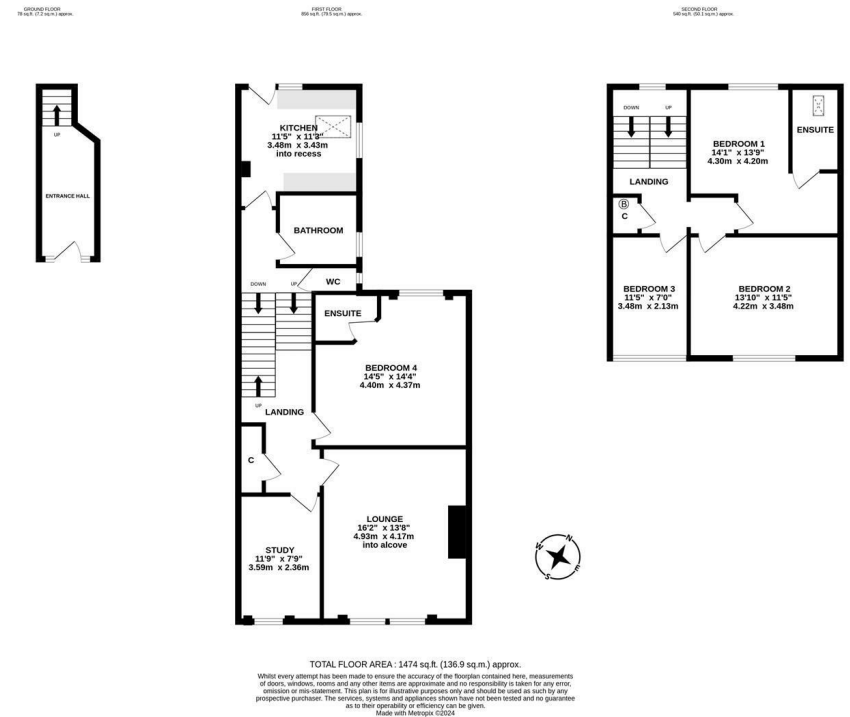 GROUND FLOOR
78 sq.ft. (7.2 sq.m.) approx.
FIRST FLOOR
856 sq.ft. (79.5 sq.m.) approx.
SECOND FLOOR
540 sq.ft. (50.1 sq.m.) approx.
UP
ENTRANCE HALL
KITCHEN
11'5" x 11'3"
3.48m x 3.43m
into recess
BATHROOM
WC
DOWN
UP
ENSUITE
BEDROOM 4
14'5" x 14'4"
4.40m x 4.37m
UP
LANDING
C
LOUNGE
16'2" x 13'8"
4.93m x 4.17m
into alcove
STUDY
11'9" x 7'9"
3.59m x 2.36m
DOWN
UP
LANDING
B
C
BEDROOM 1
14'1" x 13'9"
4.30m x 4.20m
ENSUITE
BEDROOM 3
11'5" x 7'0"
3.48m x 2.13m
BEDROOM 2
13'10" x 11'5"
4.22m x 3.48m
N
W
E
S
TOTAL FLOOR AREA : 1474 sq.ft. (136.9 sq.m.) approx.
Whilst every attempt has been made to ensure the accuracy of the floorplan contained here, measurements
of doors, windows, rooms and any other items are approximate and no responsibility is taken for any error,
omission or mis-statement. This plan is for illustrative purposes only and should be used as such by any
prospective purchaser. The services, systems and appliances shown have not been tested and no guarantee
as to their operability or efficiency can be given.
Made with Metropix ©2024